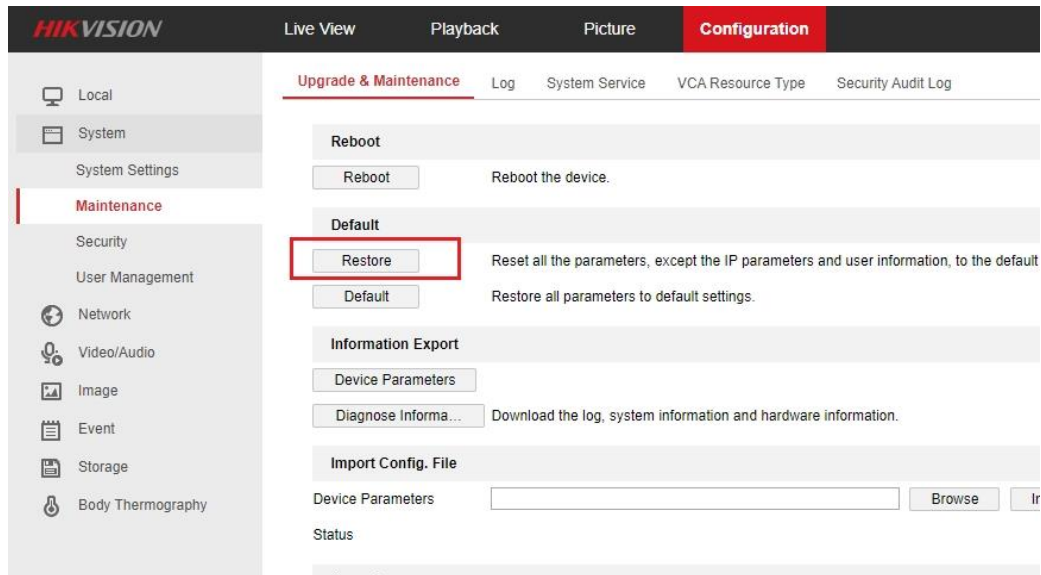 HIKVISION Live View Playback Picture Configuration
Local
System
System Settings
Maintenance
Security
User Management
Network
Video/Audio
Image
Event
Storage
Body Thermography
Upgrade & Maintenance Log System Service VCA Resource Type Security Audit Log
Reboot
Reboot Reboot the device.
Default
Restore Reset all the parameters, except the IP parameters and user information, to the default
Default Restore all parameters to default settings.
Information Export
Device Parameters
Diagnose Informa... Download the log, system information and hardware information.
Import Config. File
Device Parameters Browse
Status